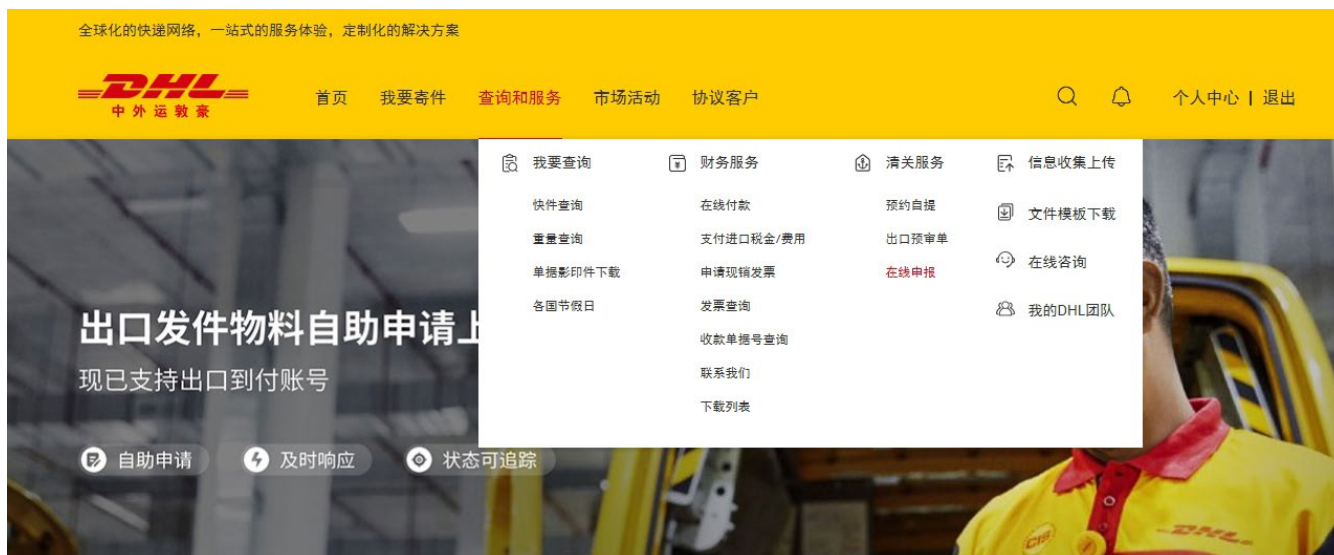 全球化的快递网络，一站式的服务体验，定制化的解决方案
DHL
中外运敦豪
首页 我要寄件 查询和服务 市场活动 协议客户 个人中心 | 退出
我要查询 财务服务 清关服务 信息收集上传
快件查询 在线付款 预约自提 文件模板下载
重量查询 支付进口税金/费用 出口预审单
单据影印件下载 申请现销发票 在线申报 在线咨询
各国节假日 发票查询 我的DHL团队
收款单据号查询
联系我们
下载列表
出口发件物料自助申请上
现已支持出口到付账号
自助申请 及时响应 状态可追踪
CIS
DHL